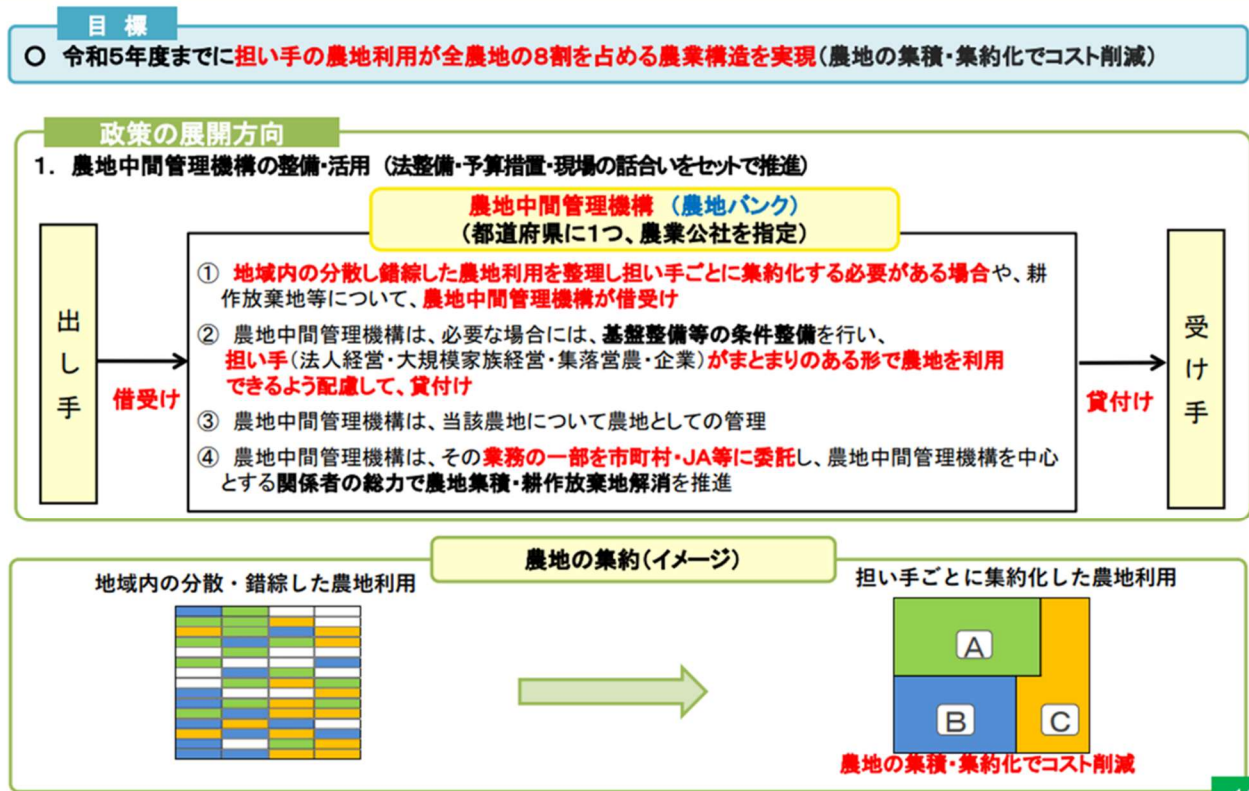 目 標
○ 令和5年度までに担い手の農地利用が全農地の8割を占める農業構造を実現(農地の集積・集約化でコスト削減)
政策の展開方向
1. 農地中間管理機構の整備・活用 (法整備・予算措置・現場の話合いをセットで推進)
農地中間管理機構 (農地バンク)
(都道府県に1つ、農業公社を指定)
出し手
借受け
① 地域内の分散し錯綜した農地利用を整理し担い手ごとに集約化する必要がある場合や、耕
作放棄地等について、農地中間管理機構が借受け
② 農地中間管理機構は、必要な場合には、基盤整備等の条件整備を行い、
担い手(法人経営・大規模家族経営・集落営農・企業)がまとまりのある形で農地を利用
できるよう配慮して、貸付け
③ 農地中間管理機構は、当該農地について農地としての管理
④ 農地中間管理機構は、その業務の一部を市町村・JA等に委託し、農地中間管理機構を中心
とする関係者の総力で農地集積・耕作放棄地解消を推進
貸付け
受け手
農地の集約(イメージ)
地域内の分散・錯綜した農地利用
担い手ごとに集約化した農地利用
A
B
C
農地の集積・集約化でコスト削減